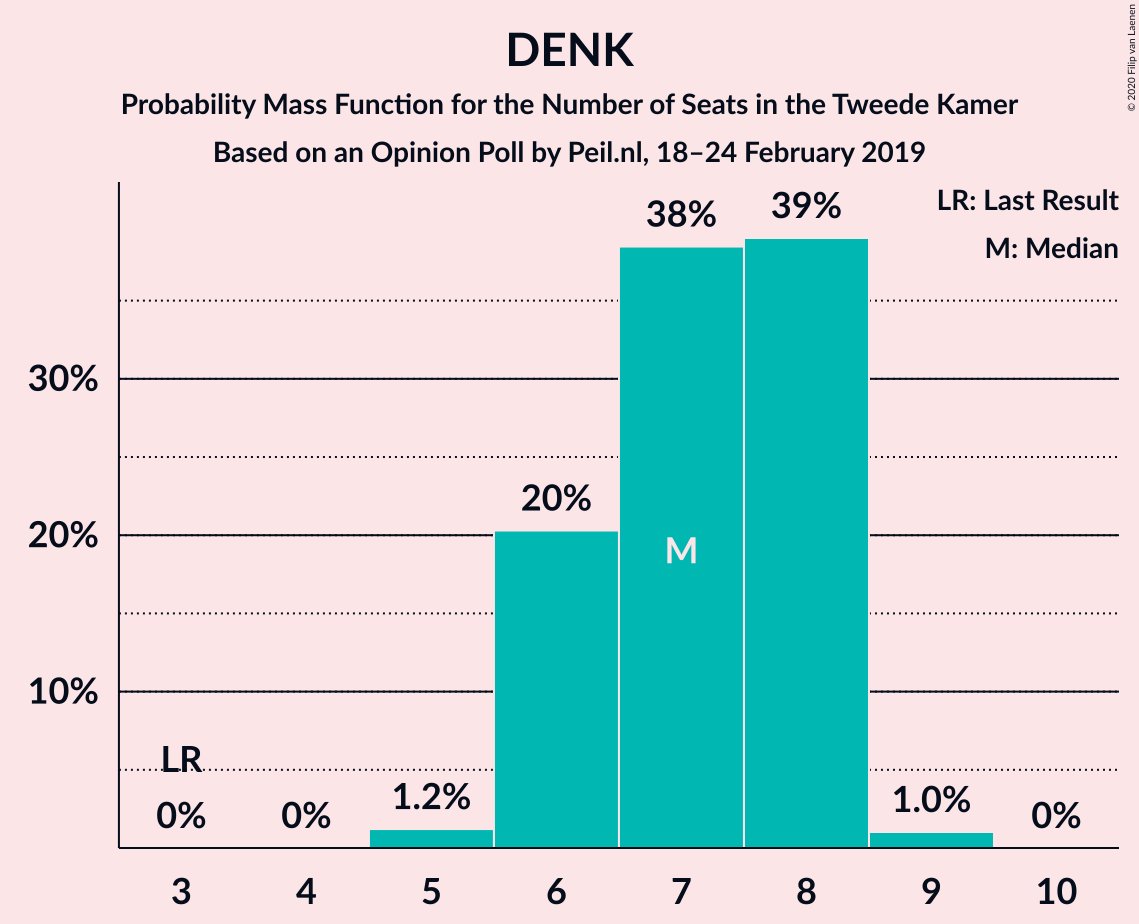 DENK
Probability Mass Function for the Number of Seats in the Tweede Kamer
Based on an Opinion Poll by Peil.nl, 18–24 February 2019
© 2020 Filip van Laenen
LR: Last Result
M: Median
38%
39%
30%
20%
M
20%
10%
LR
0%
0%
1.2%
1.0%
0%
3 4 5 6 7 8 9 10